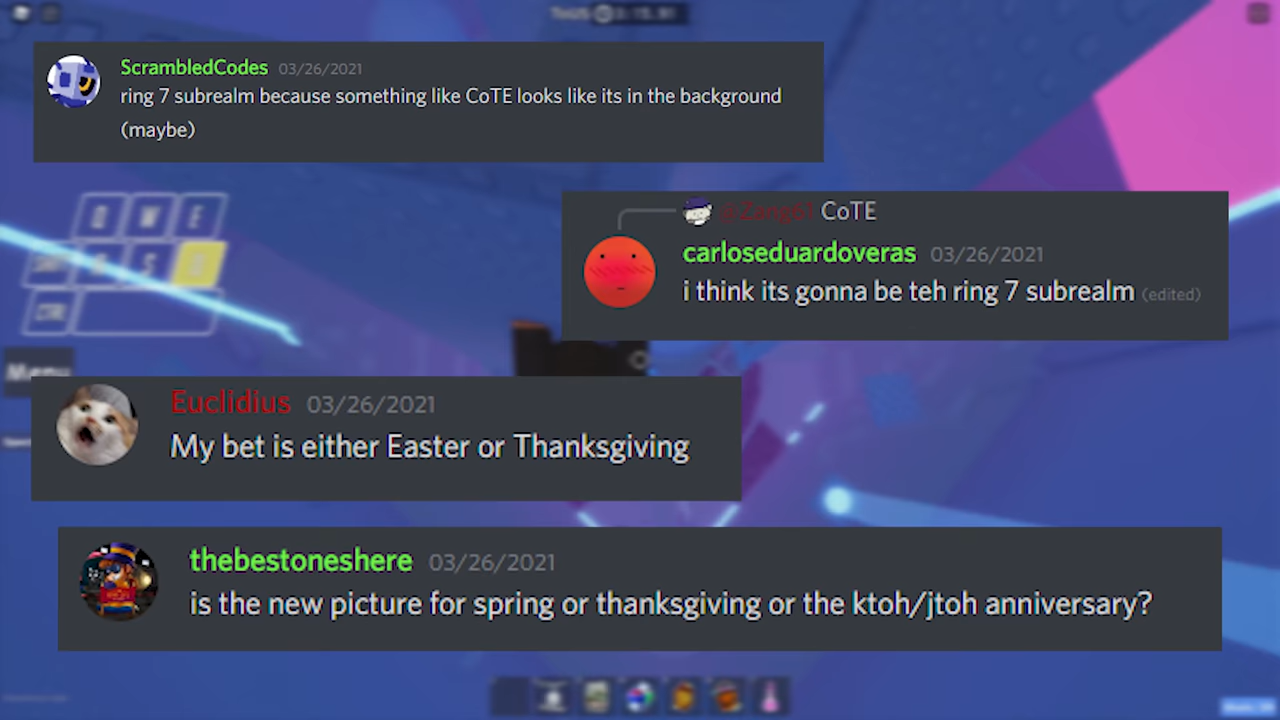 ScrambledCodes 03/26/2021
ring 7 subrealm because something like CoTE looks like its in the background
(maybe)
@Zang61 CoTE
carloseduardoveras 03/26/2021
i think its gonna be teh ring 7 subrealm (edited)
Menu
Euclidius 03/26/2021
My bet is either Easter or Thanksgiving
thebestoneshere 03/26/2021
is the new picture for spring or thanksgiving or the ktoh/jtoh anniversary?